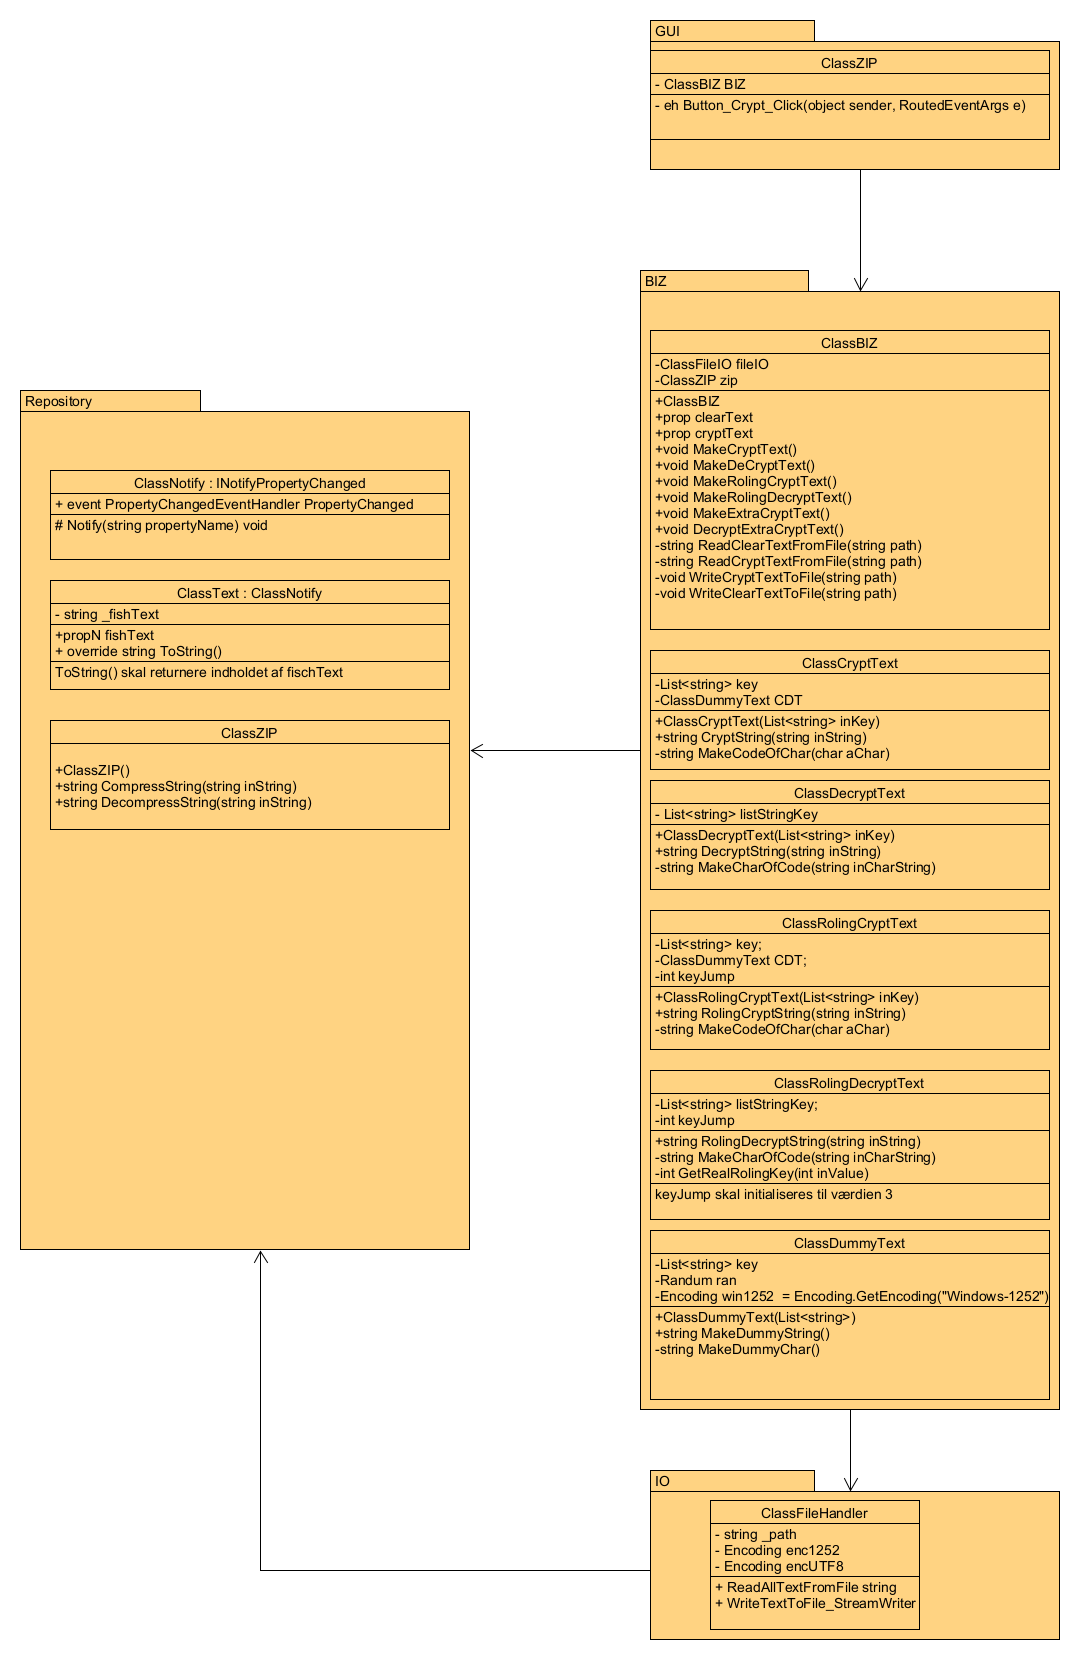 GUI
ClassZIP
- ClassBIZ BIZ
- eh Button_Crypt_Click(object sender, RoutedEventArgs e)
BIZ
ClassBIZ
-ClassFileIO fileIO
-ClassZIP zip
+ClassBIZ
+prop clearText
+prop cryptText
+void MakeCryptText()
+void MakeDeCryptText()
+void MakeRolingCryptText()
+void MakeRolingDecryptText()
+void MakeExtraCryptText()
+void DecryptExtraCryptText()
-string ReadClearTextFromFile(string path)
-string ReadCryptTextFromFile(string path)
-void WriteCryptTextToFile(string path)
-void WriteClearTextToFile(string path)
ClassCryptText
-List<string> key
-ClassDummyText CDT
+ClassCryptText(List<string> inKey)
+string CryptString(string inString)
-string MakeCodeOfChar(char aChar)
ClassDecryptText
- List<string> listStringKey
+ClassDecryptText(List<string> inKey)
+string DecryptString(string inString)
-string MakeCharOfCode(string inCharString)
ClassRolingCryptText
-List<string> key;
-ClassDummyText CDT;
-int keyJump
+ClassRolingCryptText(List<string> inKey)
+string RolingCryptString(string inString)
-string MakeCodeOfChar(char aChar)
ClassRolingDecryptText
-List<string> listStringKey;
-int keyJump
+string RolingDecryptString(string inString)
-string MakeCharOfCode(string inCharString)
-int GetRealRolingKey(int inValue)
keyJump skal initialiseres til værdien 3
ClassDummyText
-List<string> key
-Randum ran
-Encoding win1252  = Encoding.GetEncoding("Windows-1252")
+ClassDummyText(List<string>)
+string MakeDummyString()
-string MakeDummyChar()
Repository
ClassNotify : INotifyPropertyChanged
+ event PropertyChangedEventHandler PropertyChanged
# Notify(string propertyName) void
ClassText : ClassNotify
- string _fishText
+propN fishText
+ override string ToString()
ToString() skal returnere indholdet af fischText
ClassZIP
+ClassZIP()
+string CompressString(string inString)
+string DecompressString(string inString)
IO
ClassFileHandler
- string _path
- Encoding enc1252
- Encoding encUTF8
+ ReadAllTextFromFile string
+ WriteTextToFile_StreamWriter